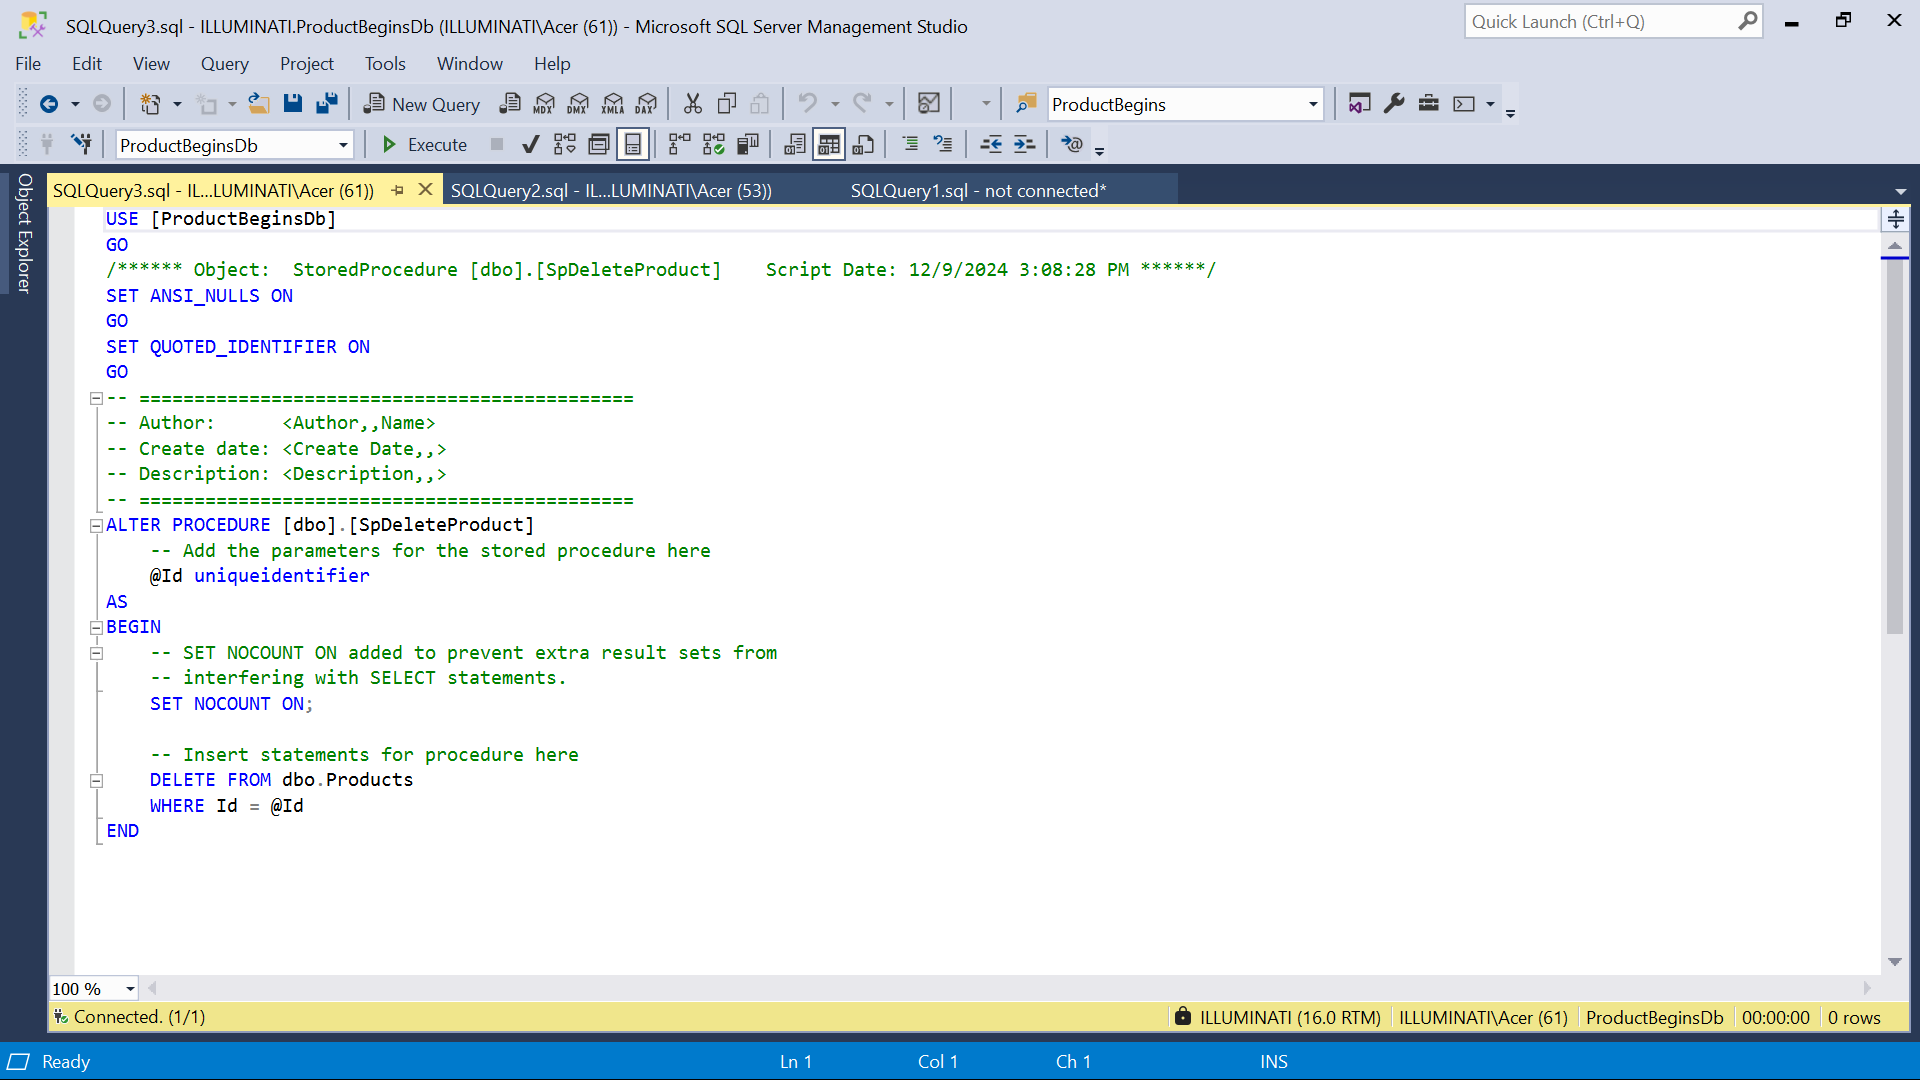 SQLQuery3.sql - ILLUMINATI.ProductBeginsDb (ILLUMINATI\Acer (61)) - Microsoft SQL Server Management Studio
Quick Launch (Ctrl+Q)
File Edit View Query Project Tools Window Help
New Query MDX DMX XMLA DAX ProductBegins
ProductBeginsDb Execute
Object Explorer
SQLQuery3.sql - IL...LUMINATI\Acer (61)) SQLQuery2.sql - IL...LUMINATI\Acer (53)) SQLQuery1.sql - not connected*
USE [ProductBeginsDb]
GO
/****** Object:  StoredProcedure [dbo].[SpDeleteProduct]    Script Date: 12/9/2024 3:08:28 PM ******/
SET ANSI_NULLS ON
GO
SET QUOTED_IDENTIFIER ON
GO
-- =============================================
-- Author:      <Author,,Name>
-- Create date: <Create Date,,>
-- Description: <Description,,>
-- =============================================
ALTER PROCEDURE [dbo].[SpDeleteProduct]
    -- Add the parameters for the stored procedure here
    @Id uniqueidentifier
AS
BEGIN
    -- SET NOCOUNT ON added to prevent extra result sets from
    -- interfering with SELECT statements.
    SET NOCOUNT ON;
    -- Insert statements for procedure here
    DELETE FROM dbo.Products
    WHERE Id = @Id
END
100 %
Connected. (1/1) ILLUMINATI (16.0 RTM) ILLUMINATI\Acer (61) ProductBeginsDb 00:00:00 0 rows
Ready Ln 1 Col 1 Ch 1 INS